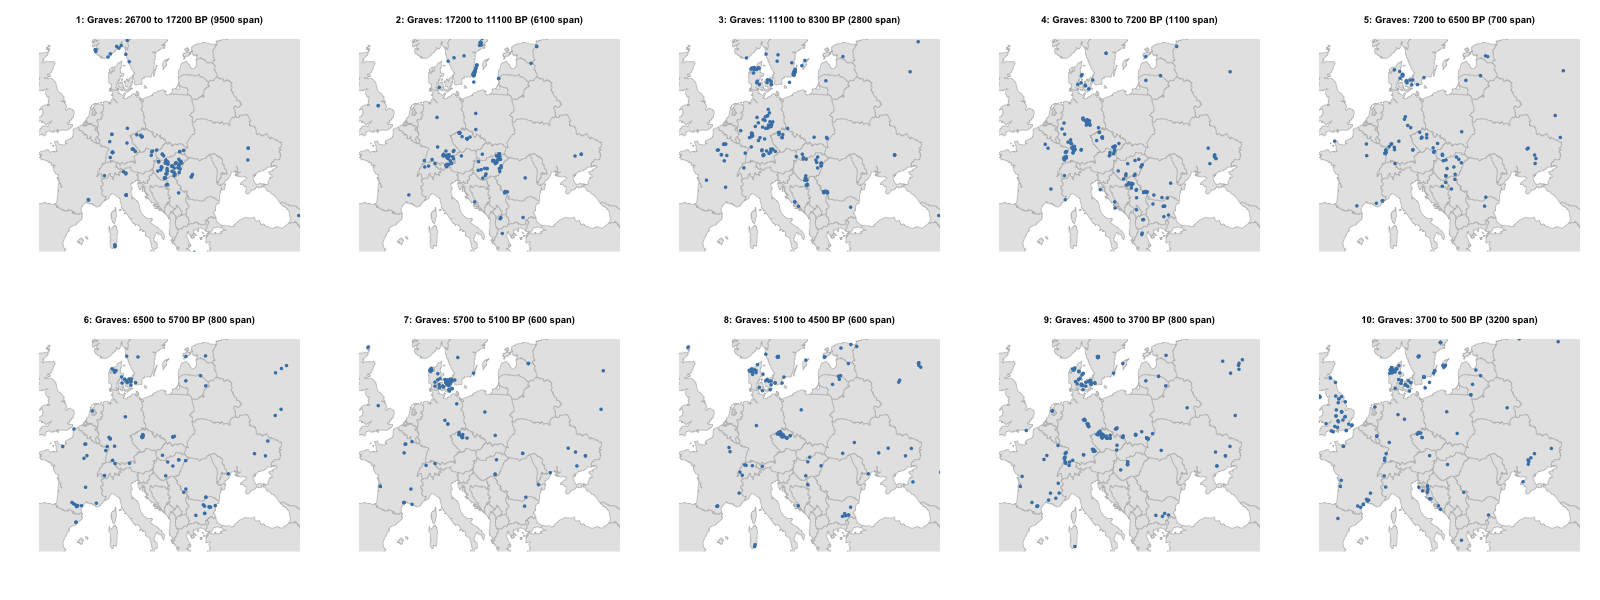 1: Graves: 26700 to 17200 BP (9500 span)
2: Graves: 17200 to 11100 BP (6100 span)
3: Graves: 11100 to 8300 BP (2800 span)
4: Graves: 8300 to 7200 BP (1100 span)
5: Graves: 7200 to 6500 BP (700 span)
6: Graves: 6500 to 5700 BP (800 span)
7: Graves: 5700 to 5100 BP (600 span)
8: Graves: 5100 to 4500 BP (600 span)
9: Graves: 4500 to 3700 BP (800 span)
10: Graves: 3700 to 500 BP (3200 span)